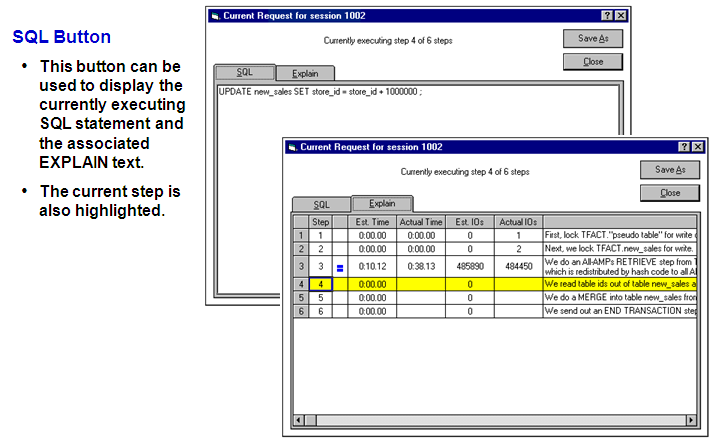 SQL Button
• This button can be
used to display the
currently executing
SQL statement and
the associated
EXPLAIN text.
• The current step is
also highlighted.
Current Request for session 1002
Currently executing step 4 of 6 steps
Save As
Close
SQL
Explain
UPDATE new_sales SET store_id = store_id + 1000000 ;
Current Request for session 1002
Currently executing step 4 of 6 steps
Save As
Close
SQL
Explain
Step Est. Time Actual Time Est. IOs Actual IOs
1 1 0:00.00 0:00.00 0 1 First, lock TFACT."pseudo table" for write
2 2 0:00.00 0:00.00 0 2 Next, we lock TFACT.new_sales for write.
3 3 = 0:10.12 0:38.13 485890 484450 We do an All-AMPs RETRIEVE step from
which is redistributed by hash code to all
4 4 0:00.00 0 We read table ids out of table new_sales
5 5 0:00.00 0 We do a MERGE into table new_sales from
6 6 0:00.00 0 We send out an END TRANSACTION step